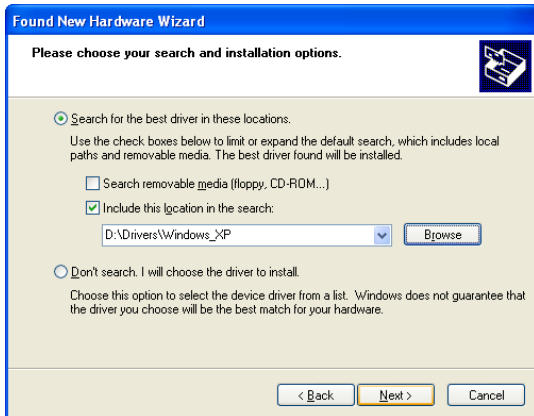 Found New Hardware Wizard
Please choose your search and installation options.
Search for the best driver in these locations.
Use the check boxes below to limit or expand the default search, which includes local
paths and removable media. The best driver found will be installed.
Search removable media (floppy, CD-ROM...)
Include this location in the search:
D:\Drivers\Windows_XP
Browse
Don't search. I will choose the driver to install.
Choose this option to select the device driver from a list. Windows does not guarantee that
the driver you choose will be the best match for your hardware.
< Back
Next >
Cancel